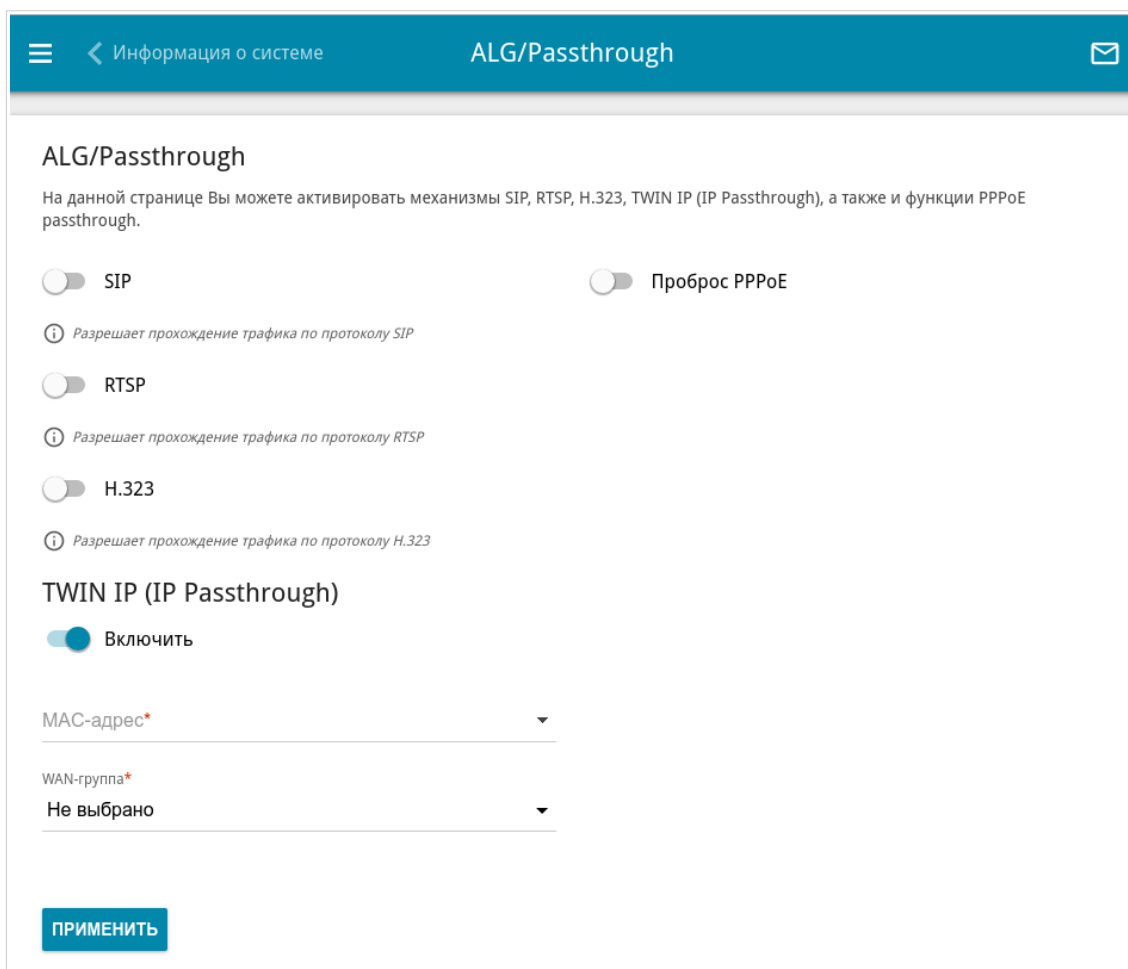 Информация о системе
ALG/Passthrough
ALG/Passthrough
На данной странице Вы можете активировать механизмы SIP, RTSP, H.323, TWIN IP (IP Passthrough), а также и функции PPPoE
passthrough.
SIP
Проброс PPPoE
Разрешает прохождение трафика по протоколу SIP
RTSP
Разрешает прохождение трафика по протоколу RTSP
H.323
Разрешает прохождение трафика по протоколу H.323
TWIN IP (IP Passthrough)
Включить
MAC-адрес*
WAN-группа*
Не выбрано
ПРИМЕНИТЬ